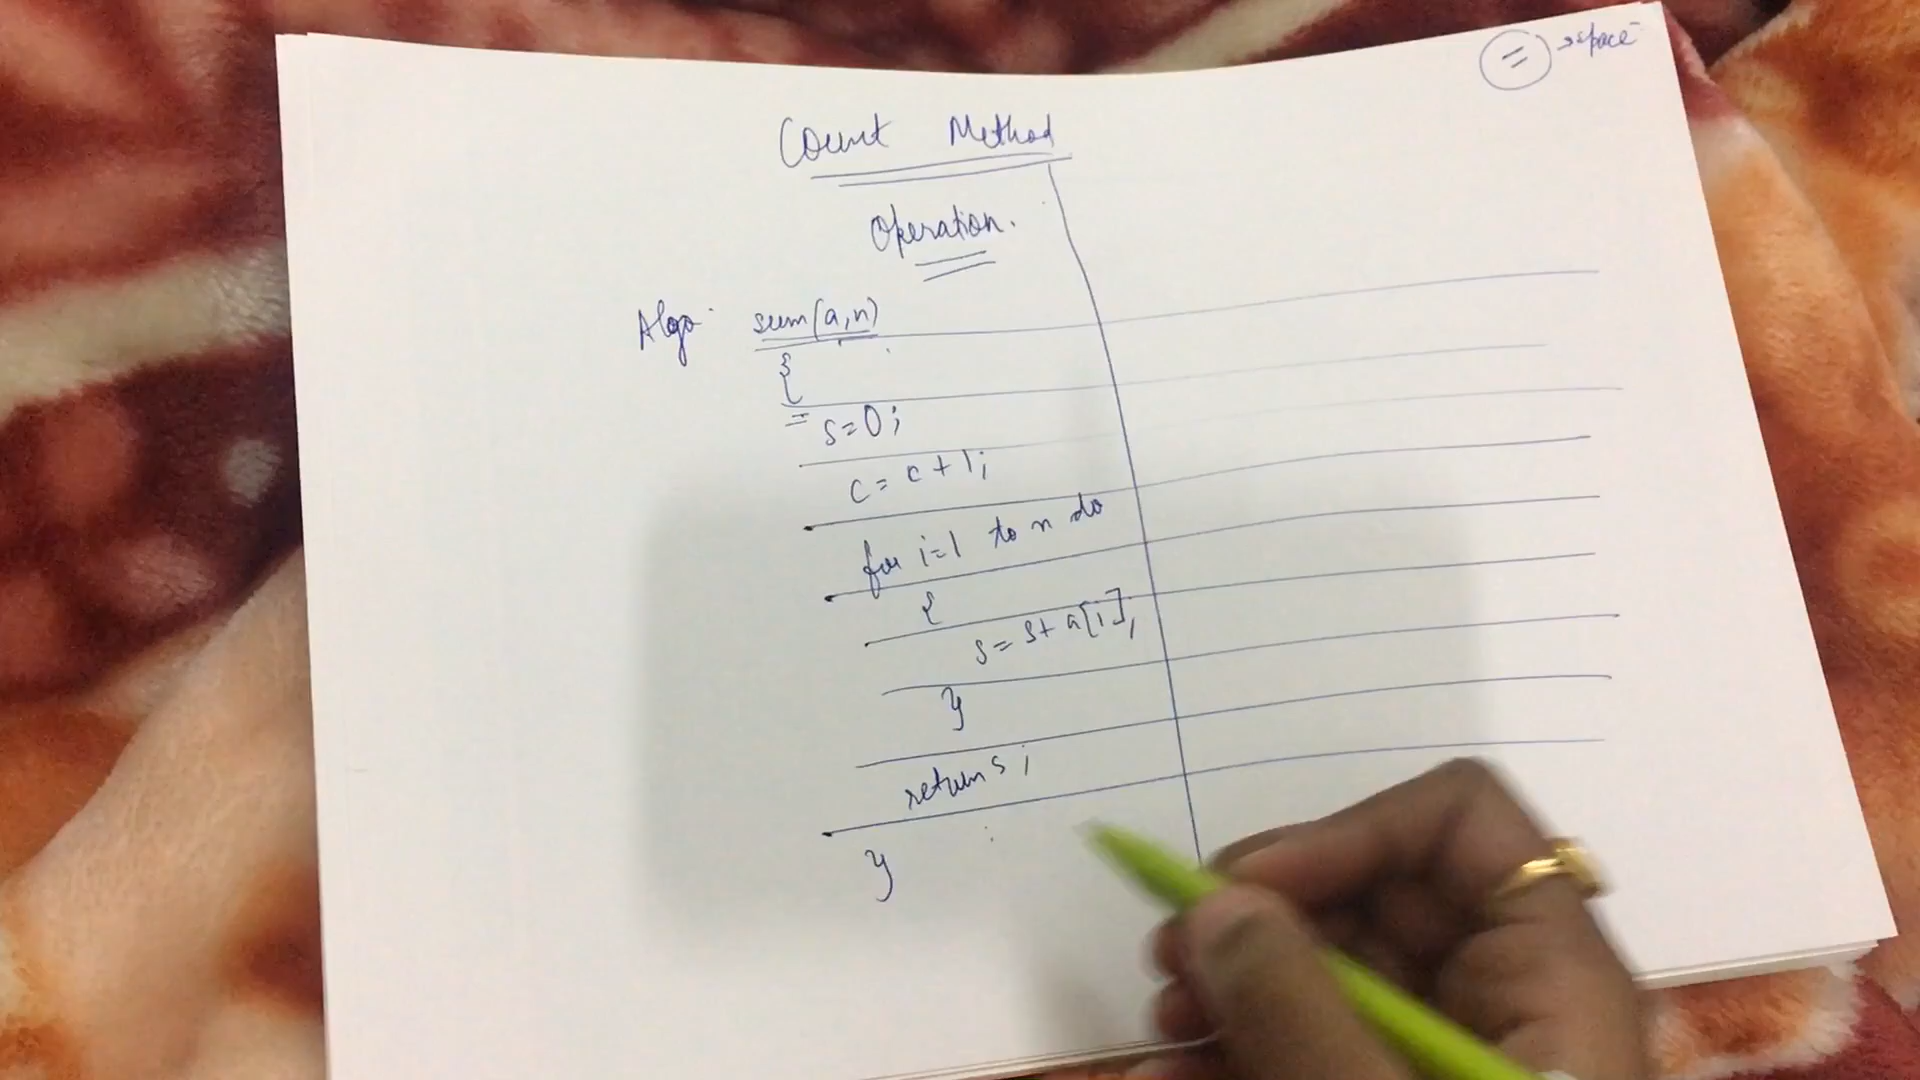 = → space
Count Method
Operation.
Algo sum(a,n)
{
= s=0;
c= c+1;
for i=1 to n do
{
s= s+ a[i];
}
return s;
}